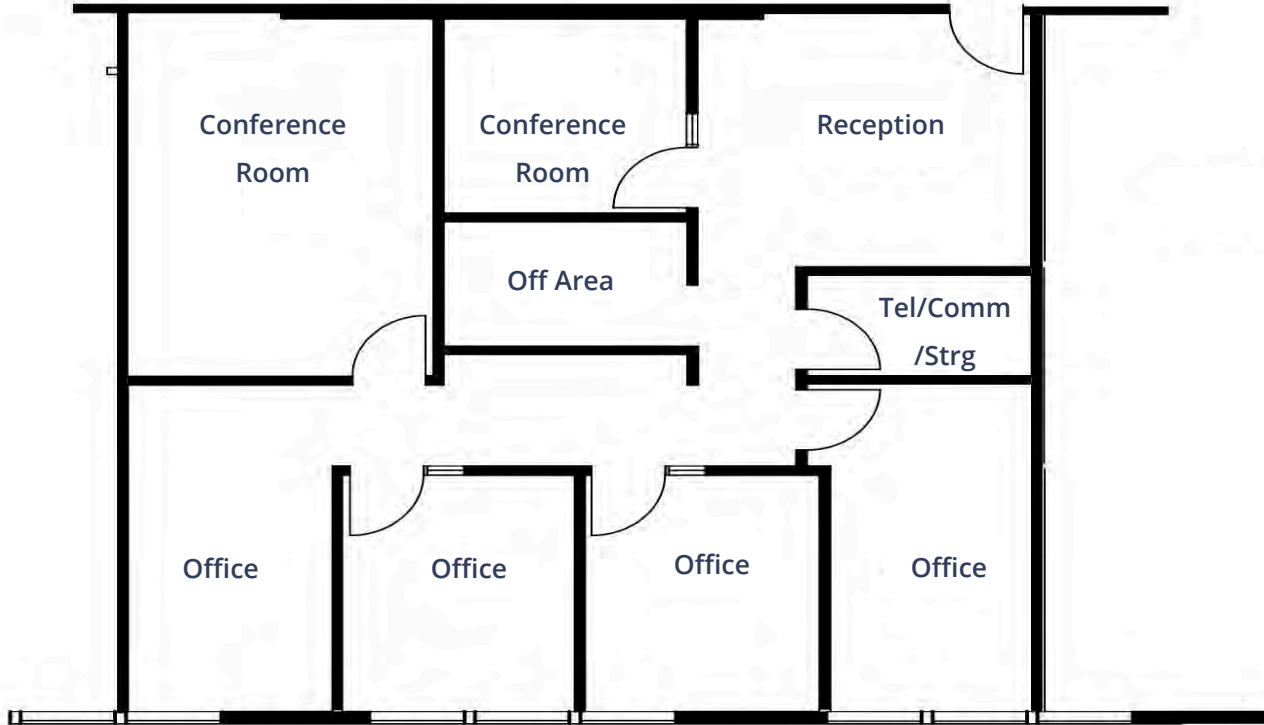 Conference
Room
Conference
Room
Reception
Off Area
Tel/Comm
/Strg
Office
Office
Office
Office